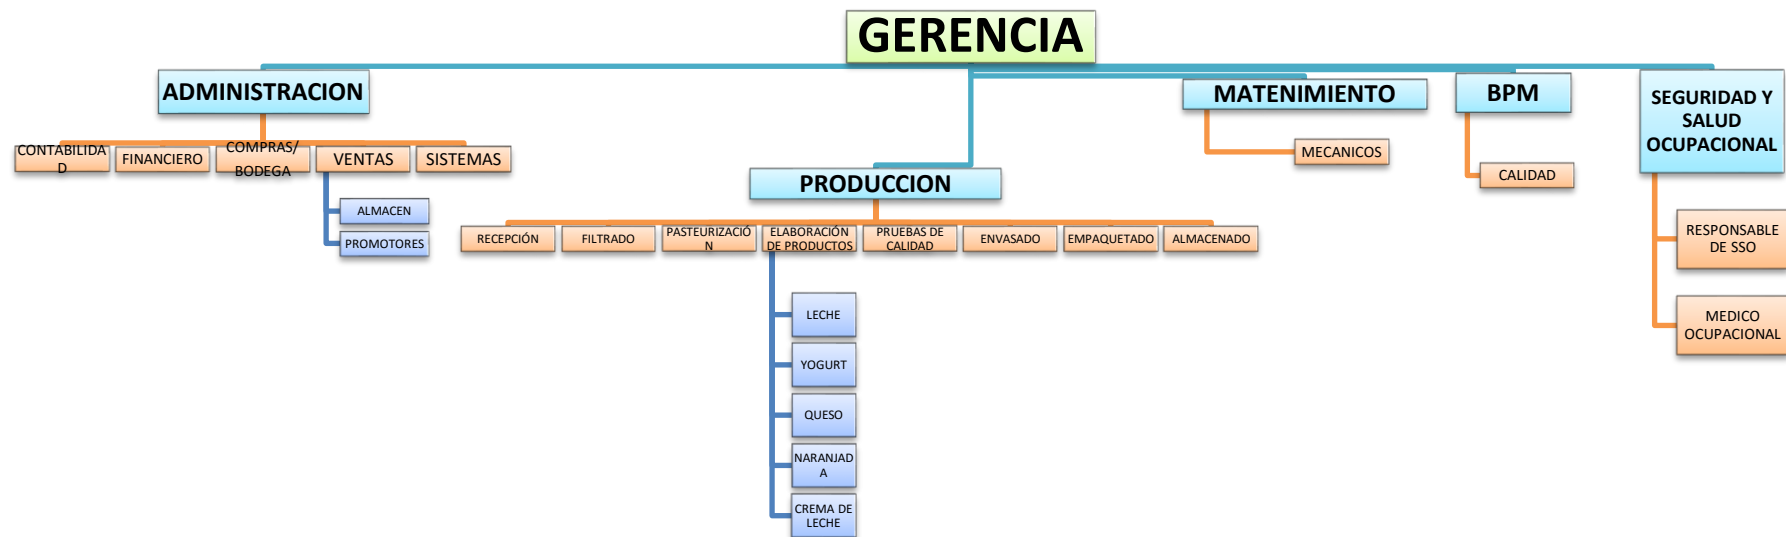 GERENCIA
ADMINISTRACION
MATENIMIENTO
BPM
SEGURIDAD Y
SALUD
OCUPACIONAL
CONTABILIDA
D
FINANCIERO
COMPRAS/
BODEGA
VENTAS
SISTEMAS
MECANICOS
CALIDAD
PRODUCCION
ALMACEN
PROMOTORES
RECEPCIÓN
FILTRADO
PASTEURIZACIÓ
N
ELABORACIÓN
DE PRODUCTOS
PRUEBAS DE
CALIDAD
ENVASADO
EMPAQUETADO
ALMACENADO
RESPONSABLE
DE SSO
MEDICO
OCUPACIONAL
LECHE
YOGURT
QUESO
NARANJAD
A
CREMA DE
LECHE